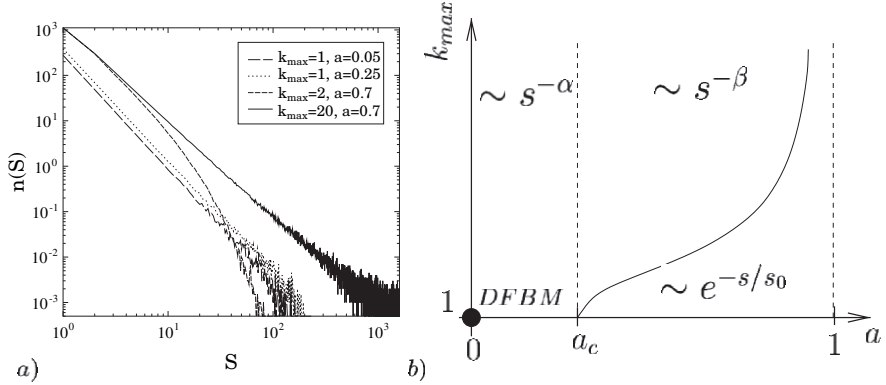 10³
10²
10¹
10⁰
10⁻¹
10⁻²
10⁻³
n(S)
k_max=1, a=0.05
k_max=1, a=0.25
k_max=2, a=0.7
k_max=20, a=0.7
10⁰
10¹
10²
10³
S
a)
k_max
~ s^−α
~ s^−β
~ e^−s/s₀
1
DFBM
0
a_c
1
a
b)